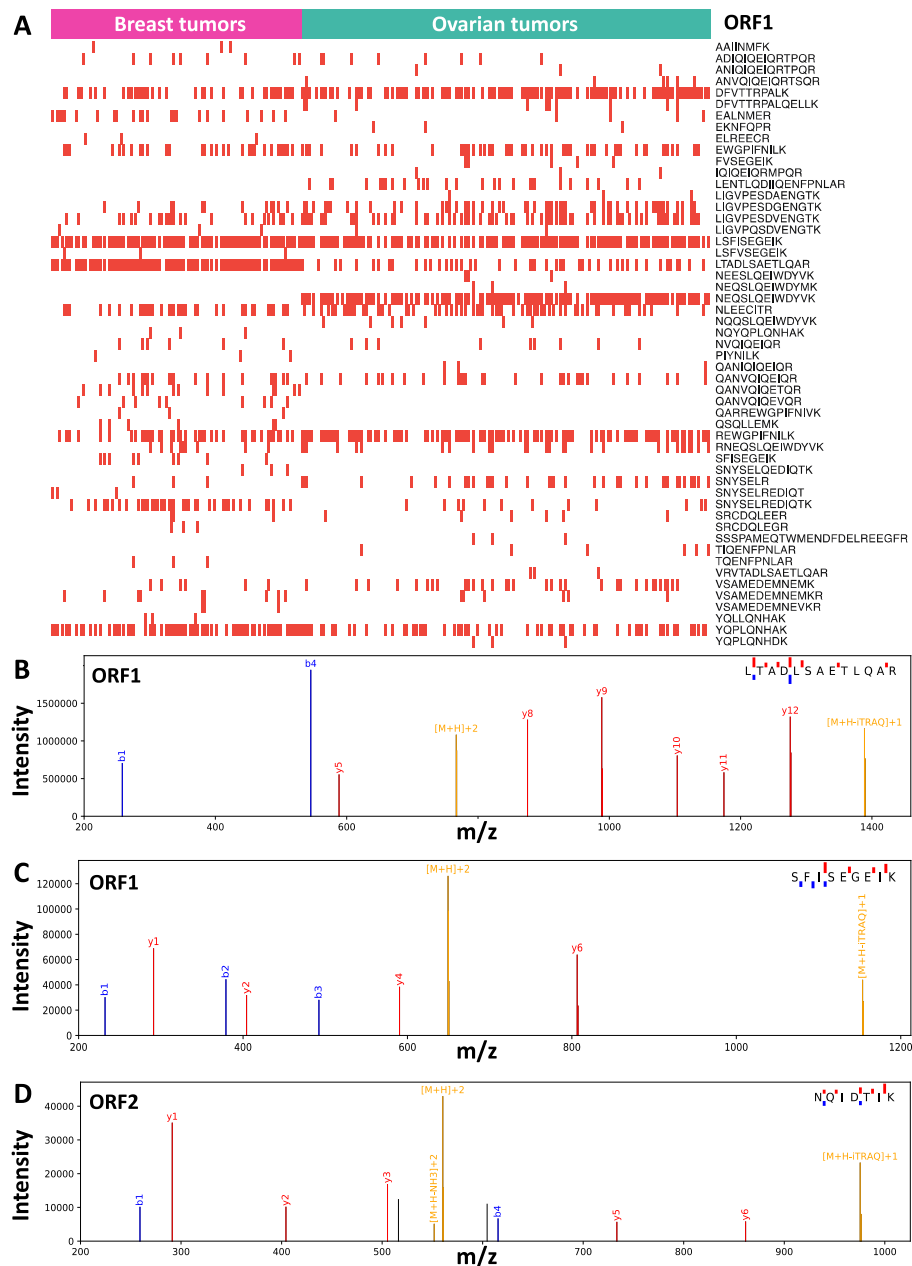 A
Breast tumors
Ovarian tumors
ORF1
AAIINMFK
ADIQIQEIQRTPQR
ANIQIQEIQRTPQR
ANVQIQEIQRTSQR
DFVTTRPALK
DFVTTRPALQELLK
EALNMER
EKNFQPR
ELREECR
EWGPIFNILK
FVSEGEIK
IQIQEIQRMPQR
LENTLQDIIQENFPNLAR
LIGVPESDAENGTK
LIGVPESDGENGTK
LIGVPESDVENGTK
LIGVPQSDVENGTK
LSFISEGEIK
LSFVSEGEIK
LTADLSAETLQAR
NEESLQEIWDYVK
NEQSLQEIWDYMK
NEQSLQEIWDYVK
NLEECITR
NQQSLQEIWDYVK
NQYQPLQNHAK
NVQIQEIQR
PIYNILK
QANIQIQEIQR
QANVQIQEIQR
QANVQIQETQR
QANVQIQEVQR
QARREWGPIFNIVK
QSQLLEMK
REWGPIFNILK
RNEQSLQEIWDYVK
SFISEGEIK
SNYSELQEDIQTK
SNYSELR
SNYSELREDIQT
SNYSELREDIQTK
SRCDQLEER
SRCDQLEGR
SSSPAMEQTWMENDFDELREEGFR
TIQENFPNLAR
TQENFPNLAR
VRVTADLSAETLQAR
VSAMEDEMNEMK
VSAMEDEMNEMKR
VSAMEDEMNEVKR
YQLLQNHAK
YQPLQNHAK
YQPLQNHDK
B
ORF1
LTADLSAETLQAR
b1
b4
y5
[M+H]+2
y8
y9
y10
y11
y12
[M+H-iTRAQ]+1
Intensity
1500000
1000000
500000
0
200 400 600 1000 1200 1400
m/z
C
ORF1
SFISEGEIK
b1
y1
b2
y2
b3
y4
[M+H]+2
y6
[M+H-iTRAQ]+1
Intensity
120000
100000
80000
60000
40000
20000
0
200 400 600 800 1000 1200
m/z
D
ORF2
NQIDTIK
b1
y1
y2
y3
[M+H-NH3]+2
[M+H]+2
b4
y5
y6
[M+H-iTRAQ]+1
Intensity
40000
30000
20000
10000
0
200 300 400 500 700 800 900 1000
m/z